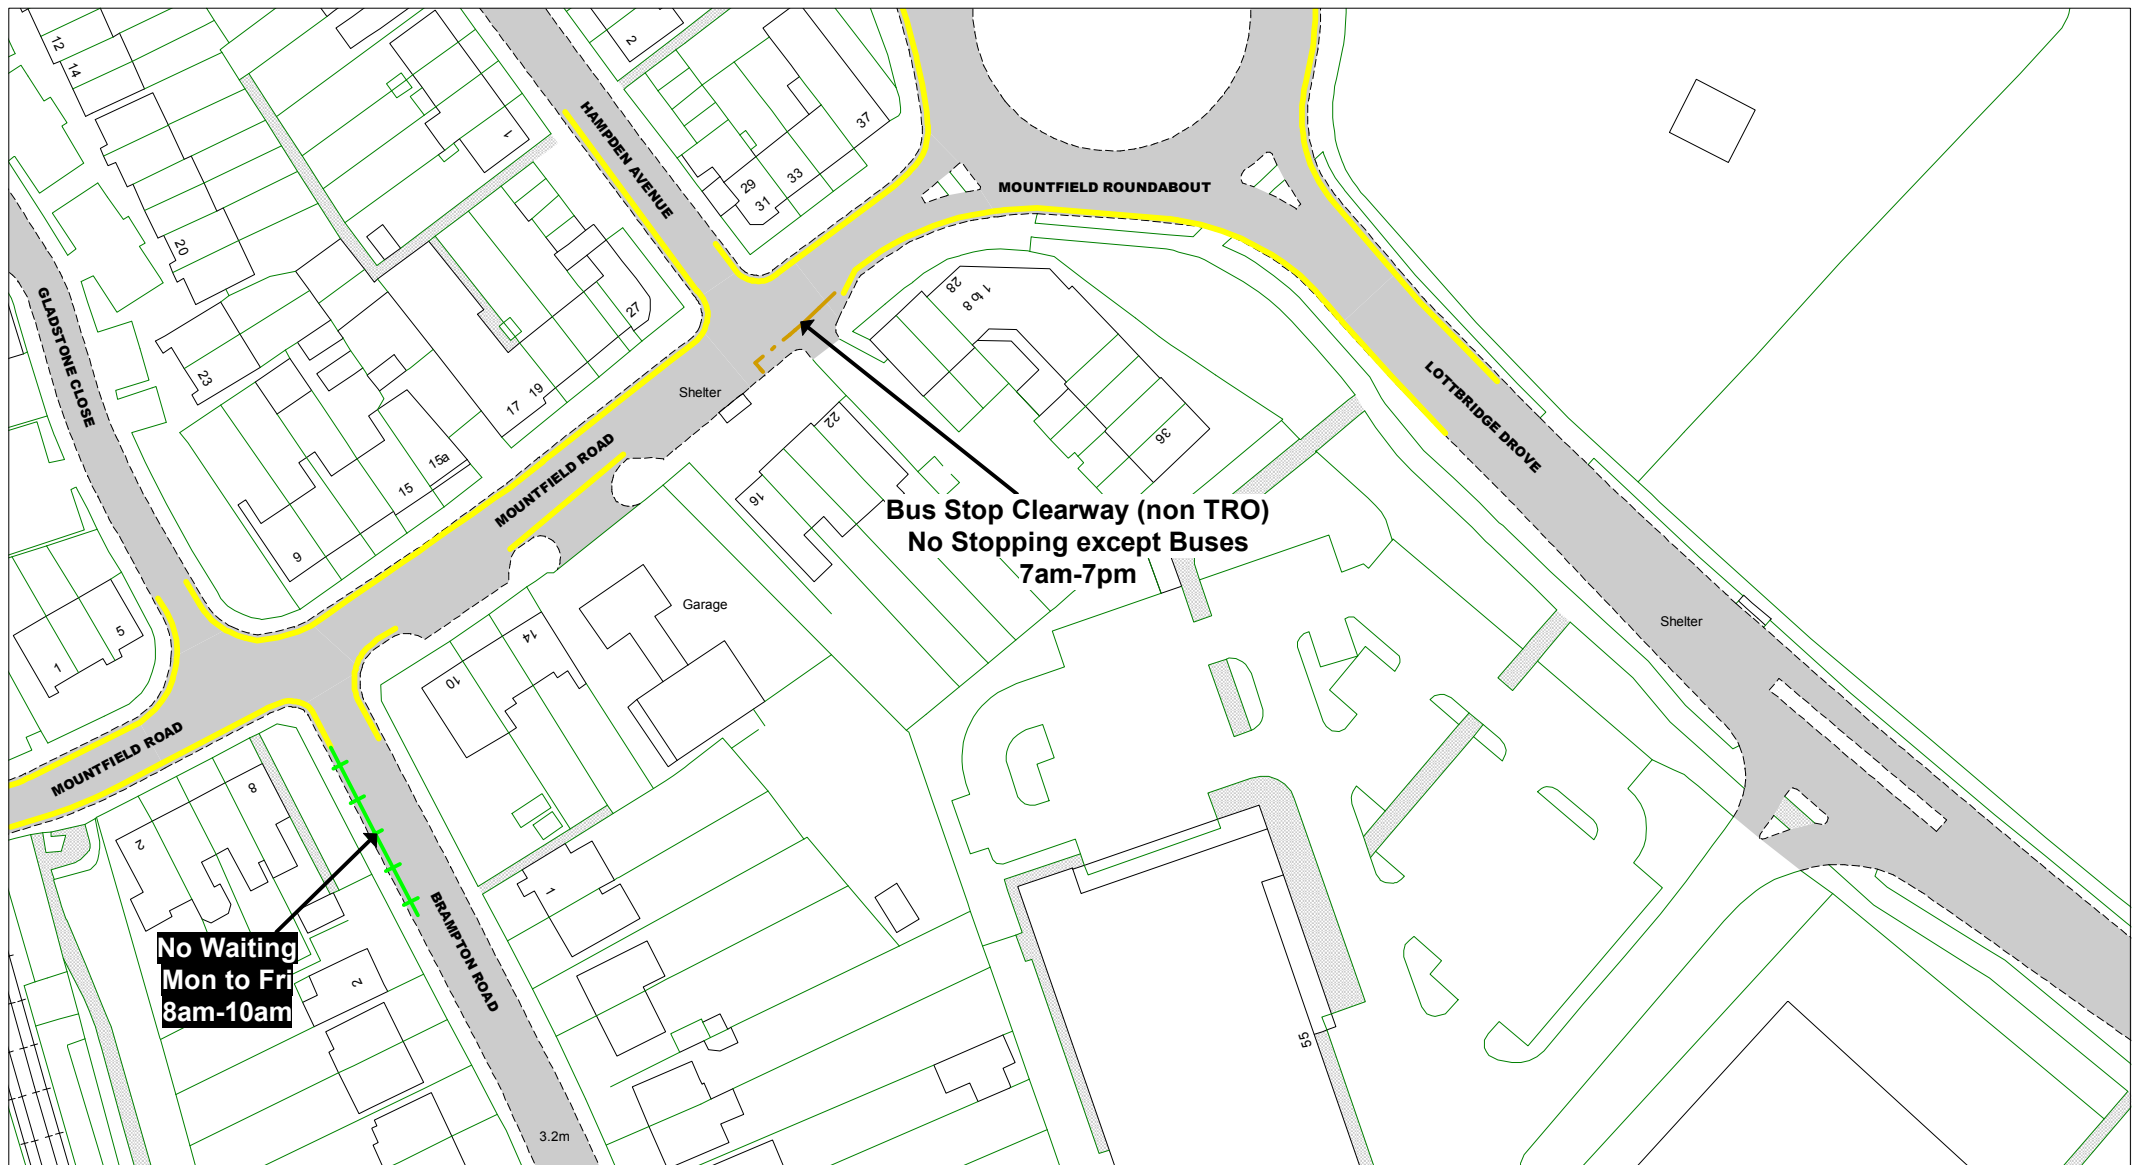 12
14
20
23
2
1
37
29
31
33
27
17
19
15a
15
9
HAMPDEN AVENUE
MOUNTFIELD ROUNDABOUT
GLADSTONE CLOSE
28
1 to 8
36
Shelter
22
16
MOUNTFIELD ROAD
LOTTBRIDGE DROVE
Bus Stop Clearway (non TRO)
No Stopping except Buses
7am-7pm
Garage
Shelter
5
1
14
10
MOUNTFIELD ROAD
8
2
1
BRAMPTON ROAD
No Waiting
Mon to Fri
8am-10am
2
55
3.2m